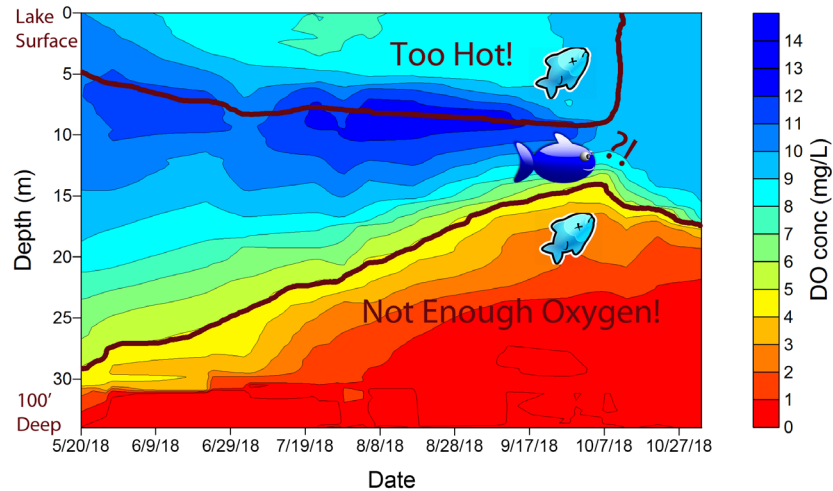 Lake
Surface
0
5
10
15
20
25
30
100'
Deep
Depth (m)
Too Hot!
?!
Not Enough Oxygen!
5/20/18 6/9/18 6/29/18 7/19/18 8/8/18 8/28/18 9/17/18 10/7/18 10/27/18
Date
14
13
12
11
10
9
8
7
6
5
4
3
2
1
0
DO conc (mg/L)